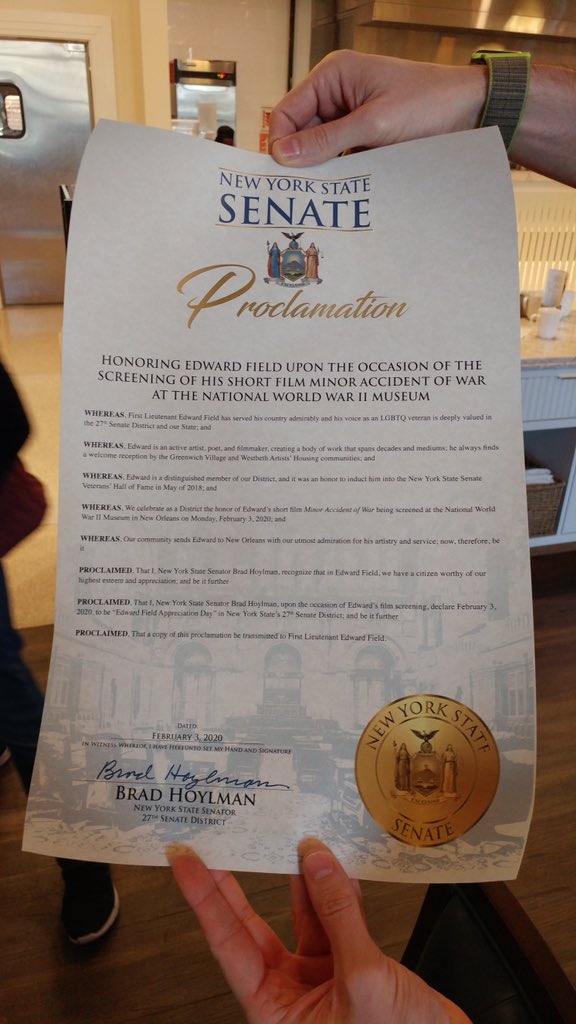 NEW YORK STATE
SENATE
EXCELSIOR
Proclamation
HONORING EDWARD FIELD UPON THE OCCASION OF THE
SCREENING OF HIS SHORT FILM MINOR ACCIDENT OF WAR
AT THE NATIONAL WORLD WAR II MUSEUM
WHEREAS, First Lieutenant Edward Field has served his country admirably and his voice as an LGBTQ veteran is deeply valued in
the 27th Senate District and our State; and
WHEREAS, Edward is an active artist, poet, and filmmaker, creating a body of work that spans decades and mediums; he always finds
a welcome reception by the Greenwich Village and Westbeth Artists' Housing communities; and
WHEREAS, Edward is a distinguished member of our District, and it was an honor to induct him into the New York State Senate
Veterans' Hall of Fame in May of 2018; and
WHEREAS, We celebrate as a District the honor of Edward's short film Minor Accident of War being screened at the National World
War II Museum in New Orleans on Monday, February 3, 2020; and
WHEREAS, Our community sends Edward to New Orleans with our utmost admiration for his artistry and service; now, therefore, be
it
PROCLAIMED, That I, New York State Senator Brad Hoylman, recognize that in Edward Field, we have a citizen worthy of our
highest esteem and appreciation; and be it further
PROCLAIMED, That I, New York State Senator Brad Hoylman, upon the occasion of Edward's film screening, declare February 3,
2020, to be “Edward Field Appreciation Day” in New York State's 27th Senate District; and be it further
PROCLAIMED, That a copy of this proclamation be transmitted to First Lieutenant Edward Field.
DATED:
FEBRUARY 3, 2020
IN WITNESS WHEREOF, I HAVE HEREUNTO SET MY HAND AND SIGNATURE
Brad Hoylman
BRAD HOYLMAN
NEW YORK STATE SENATOR
27TH SENATE DISTRICT
NEW YORK STATE
EXCELSIOR
SENATE